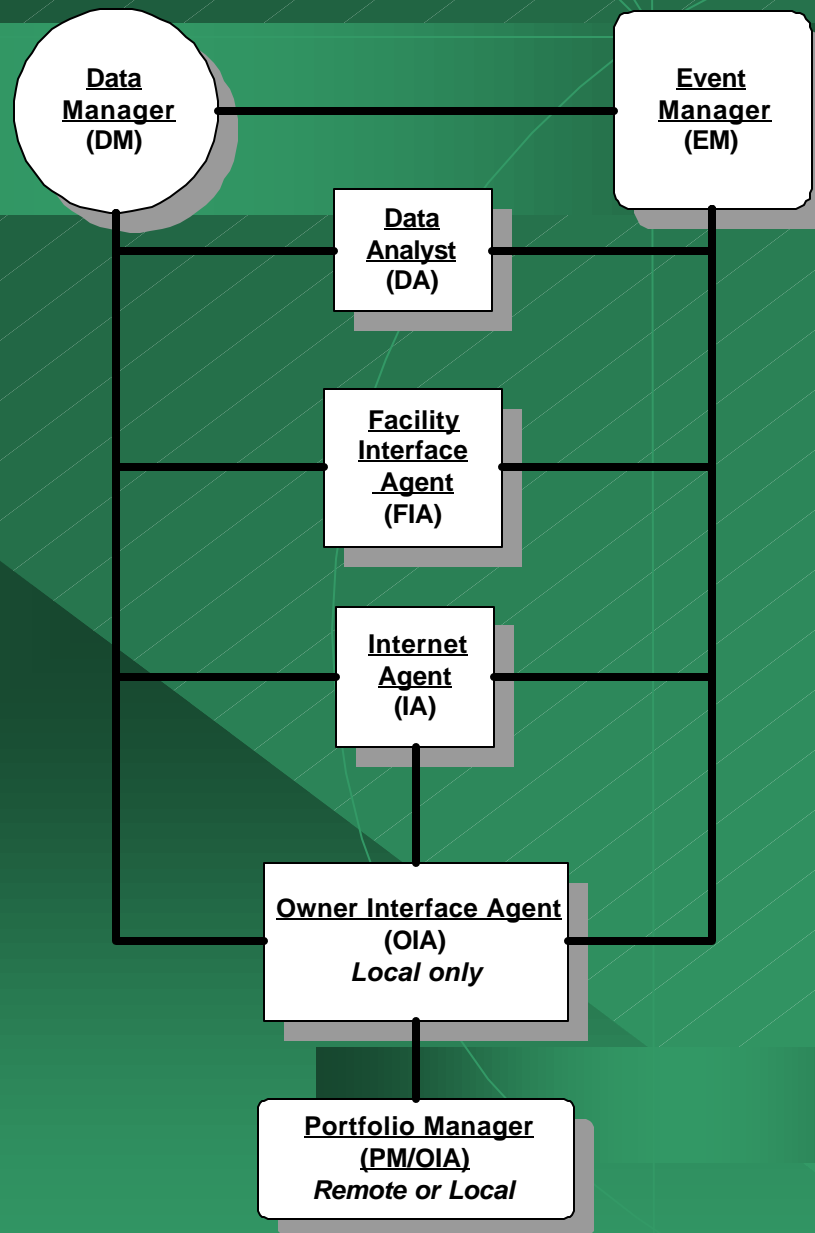 Data
Manager
(DM)
Event
Manager
(EM)
Data
Analyst
(DA)
Facility
Interface
Agent
(FIA)
Internet
Agent
(IA)
Owner Interface Agent
(OIA)
Local only
Portfolio Manager
(PM/OIA)
Remote or Local